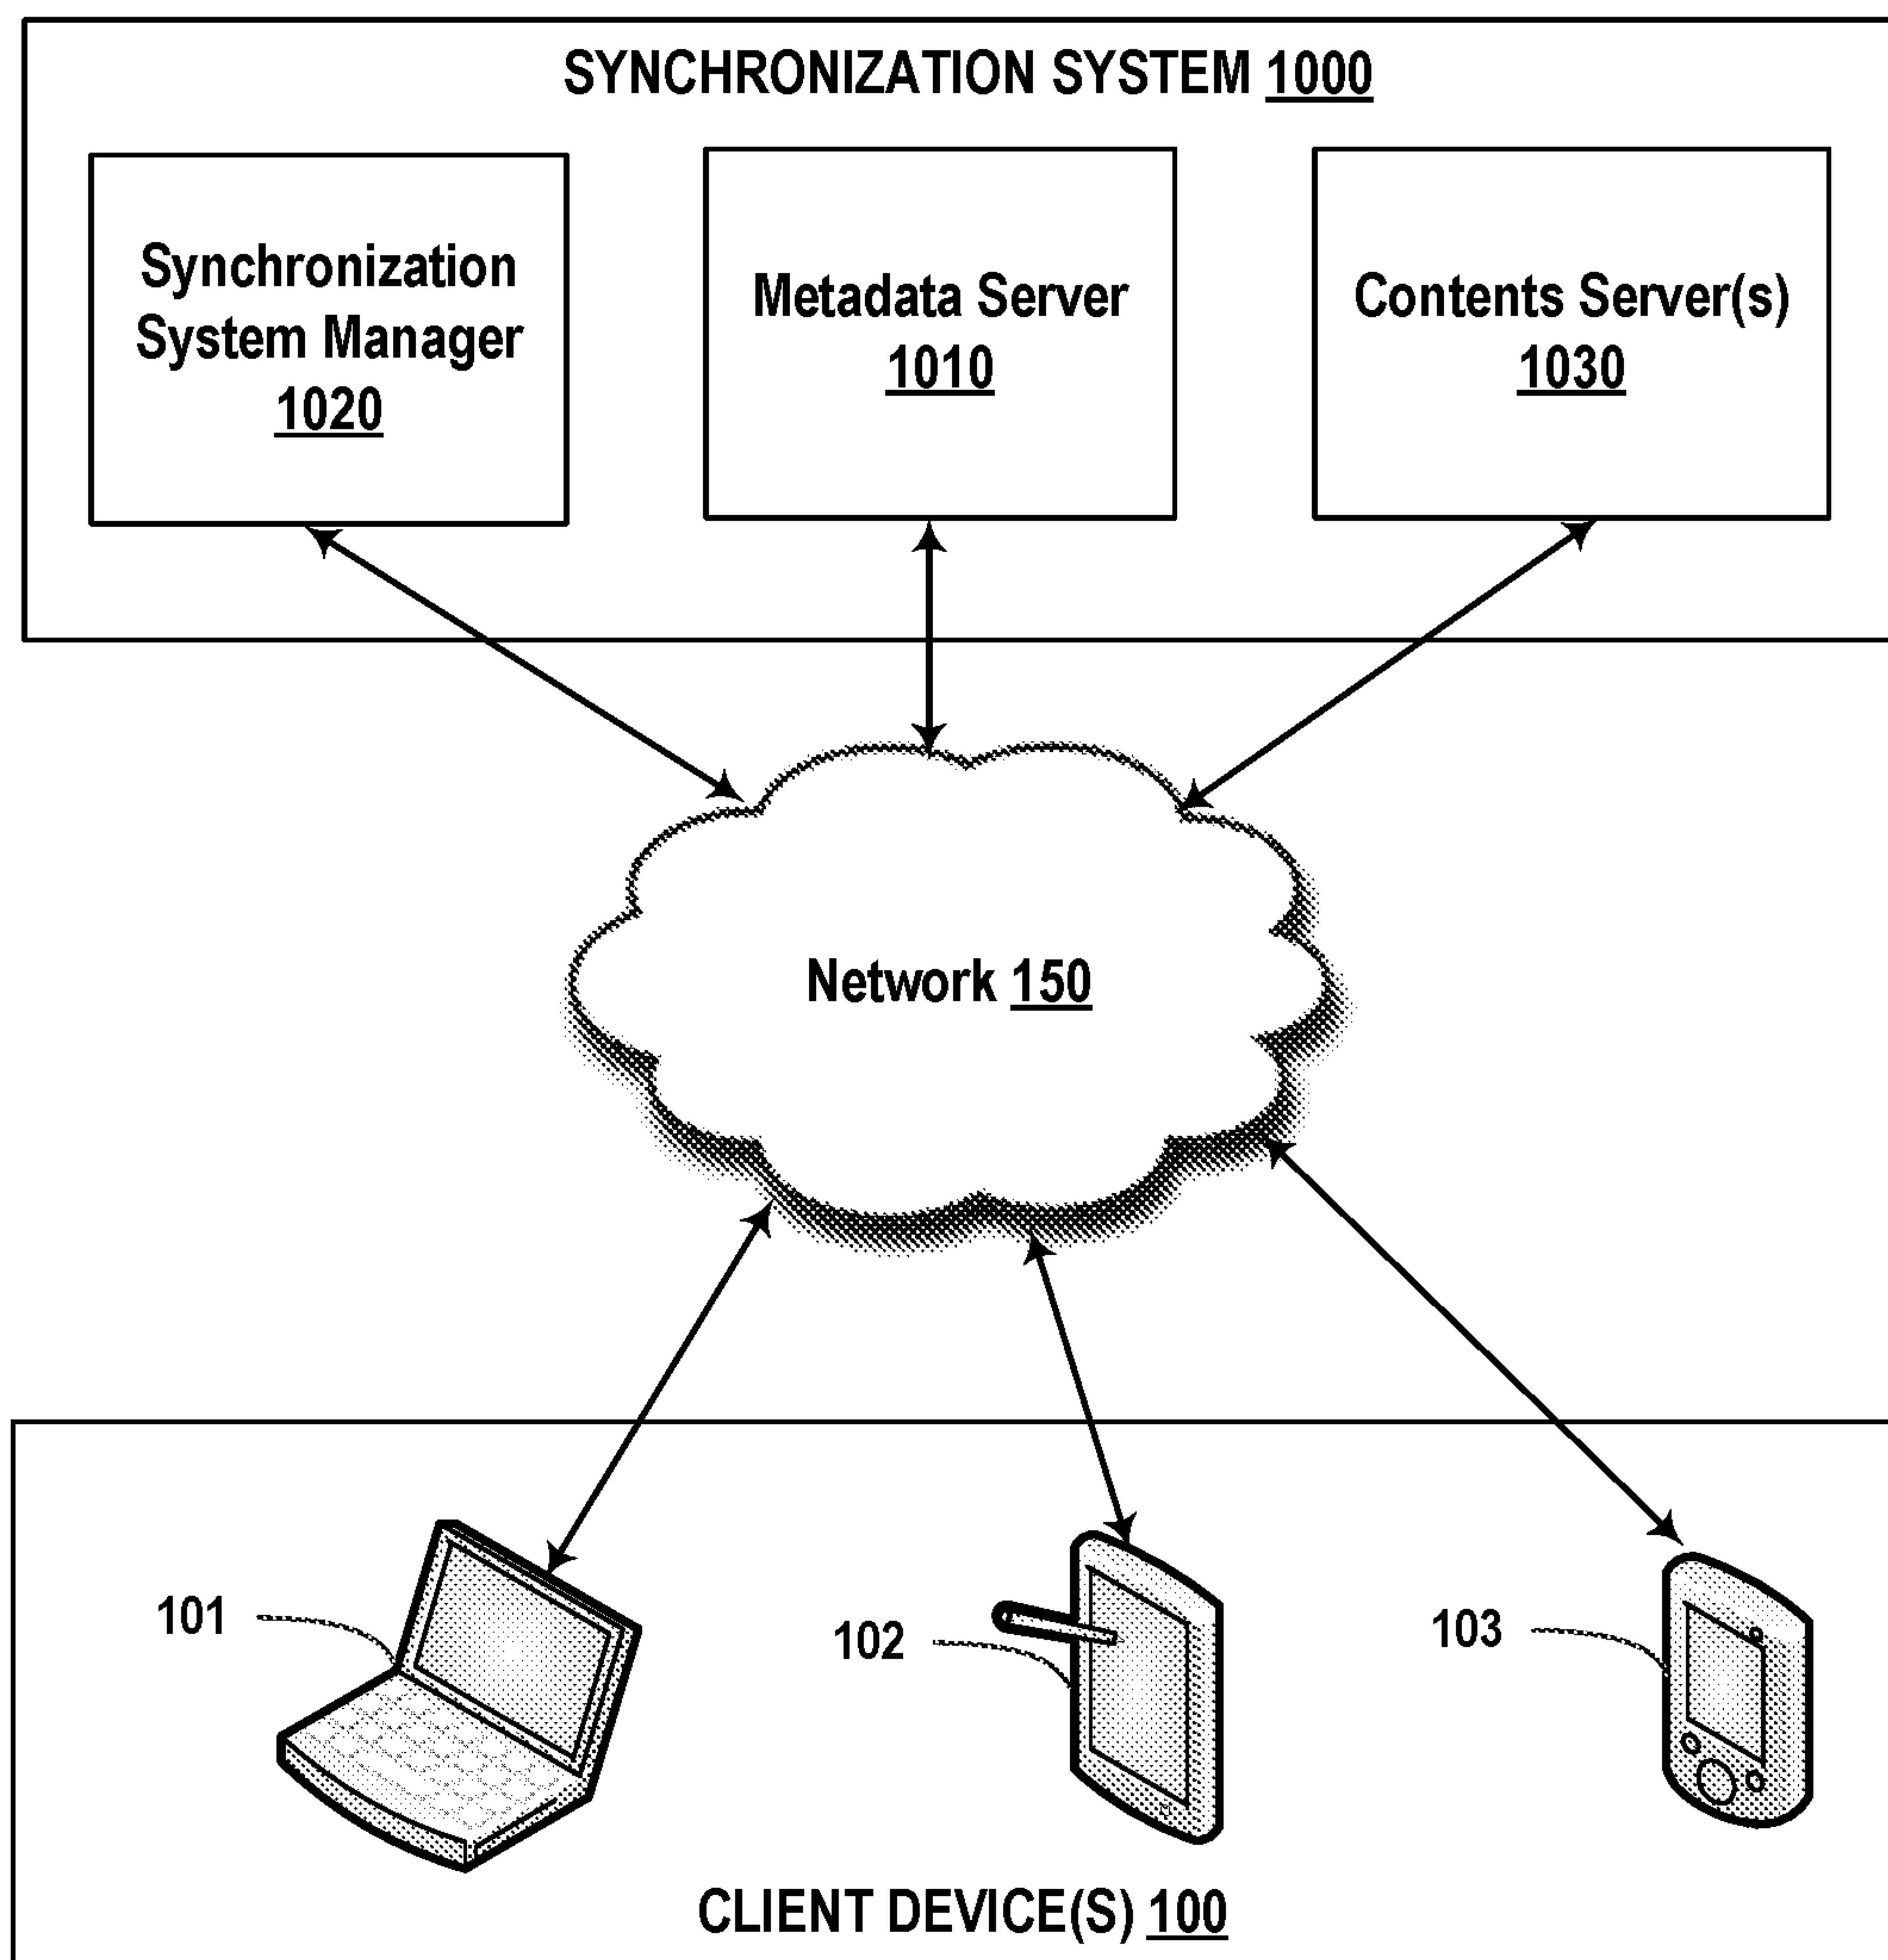 SYNCHRONIZATION SYSTEM 1000
Synchronization
System Manager
1020
Metadata Server
1010
Contents Server(s)
1030
Network 150
101
102
103
CLIENT DEVICE(S) 100